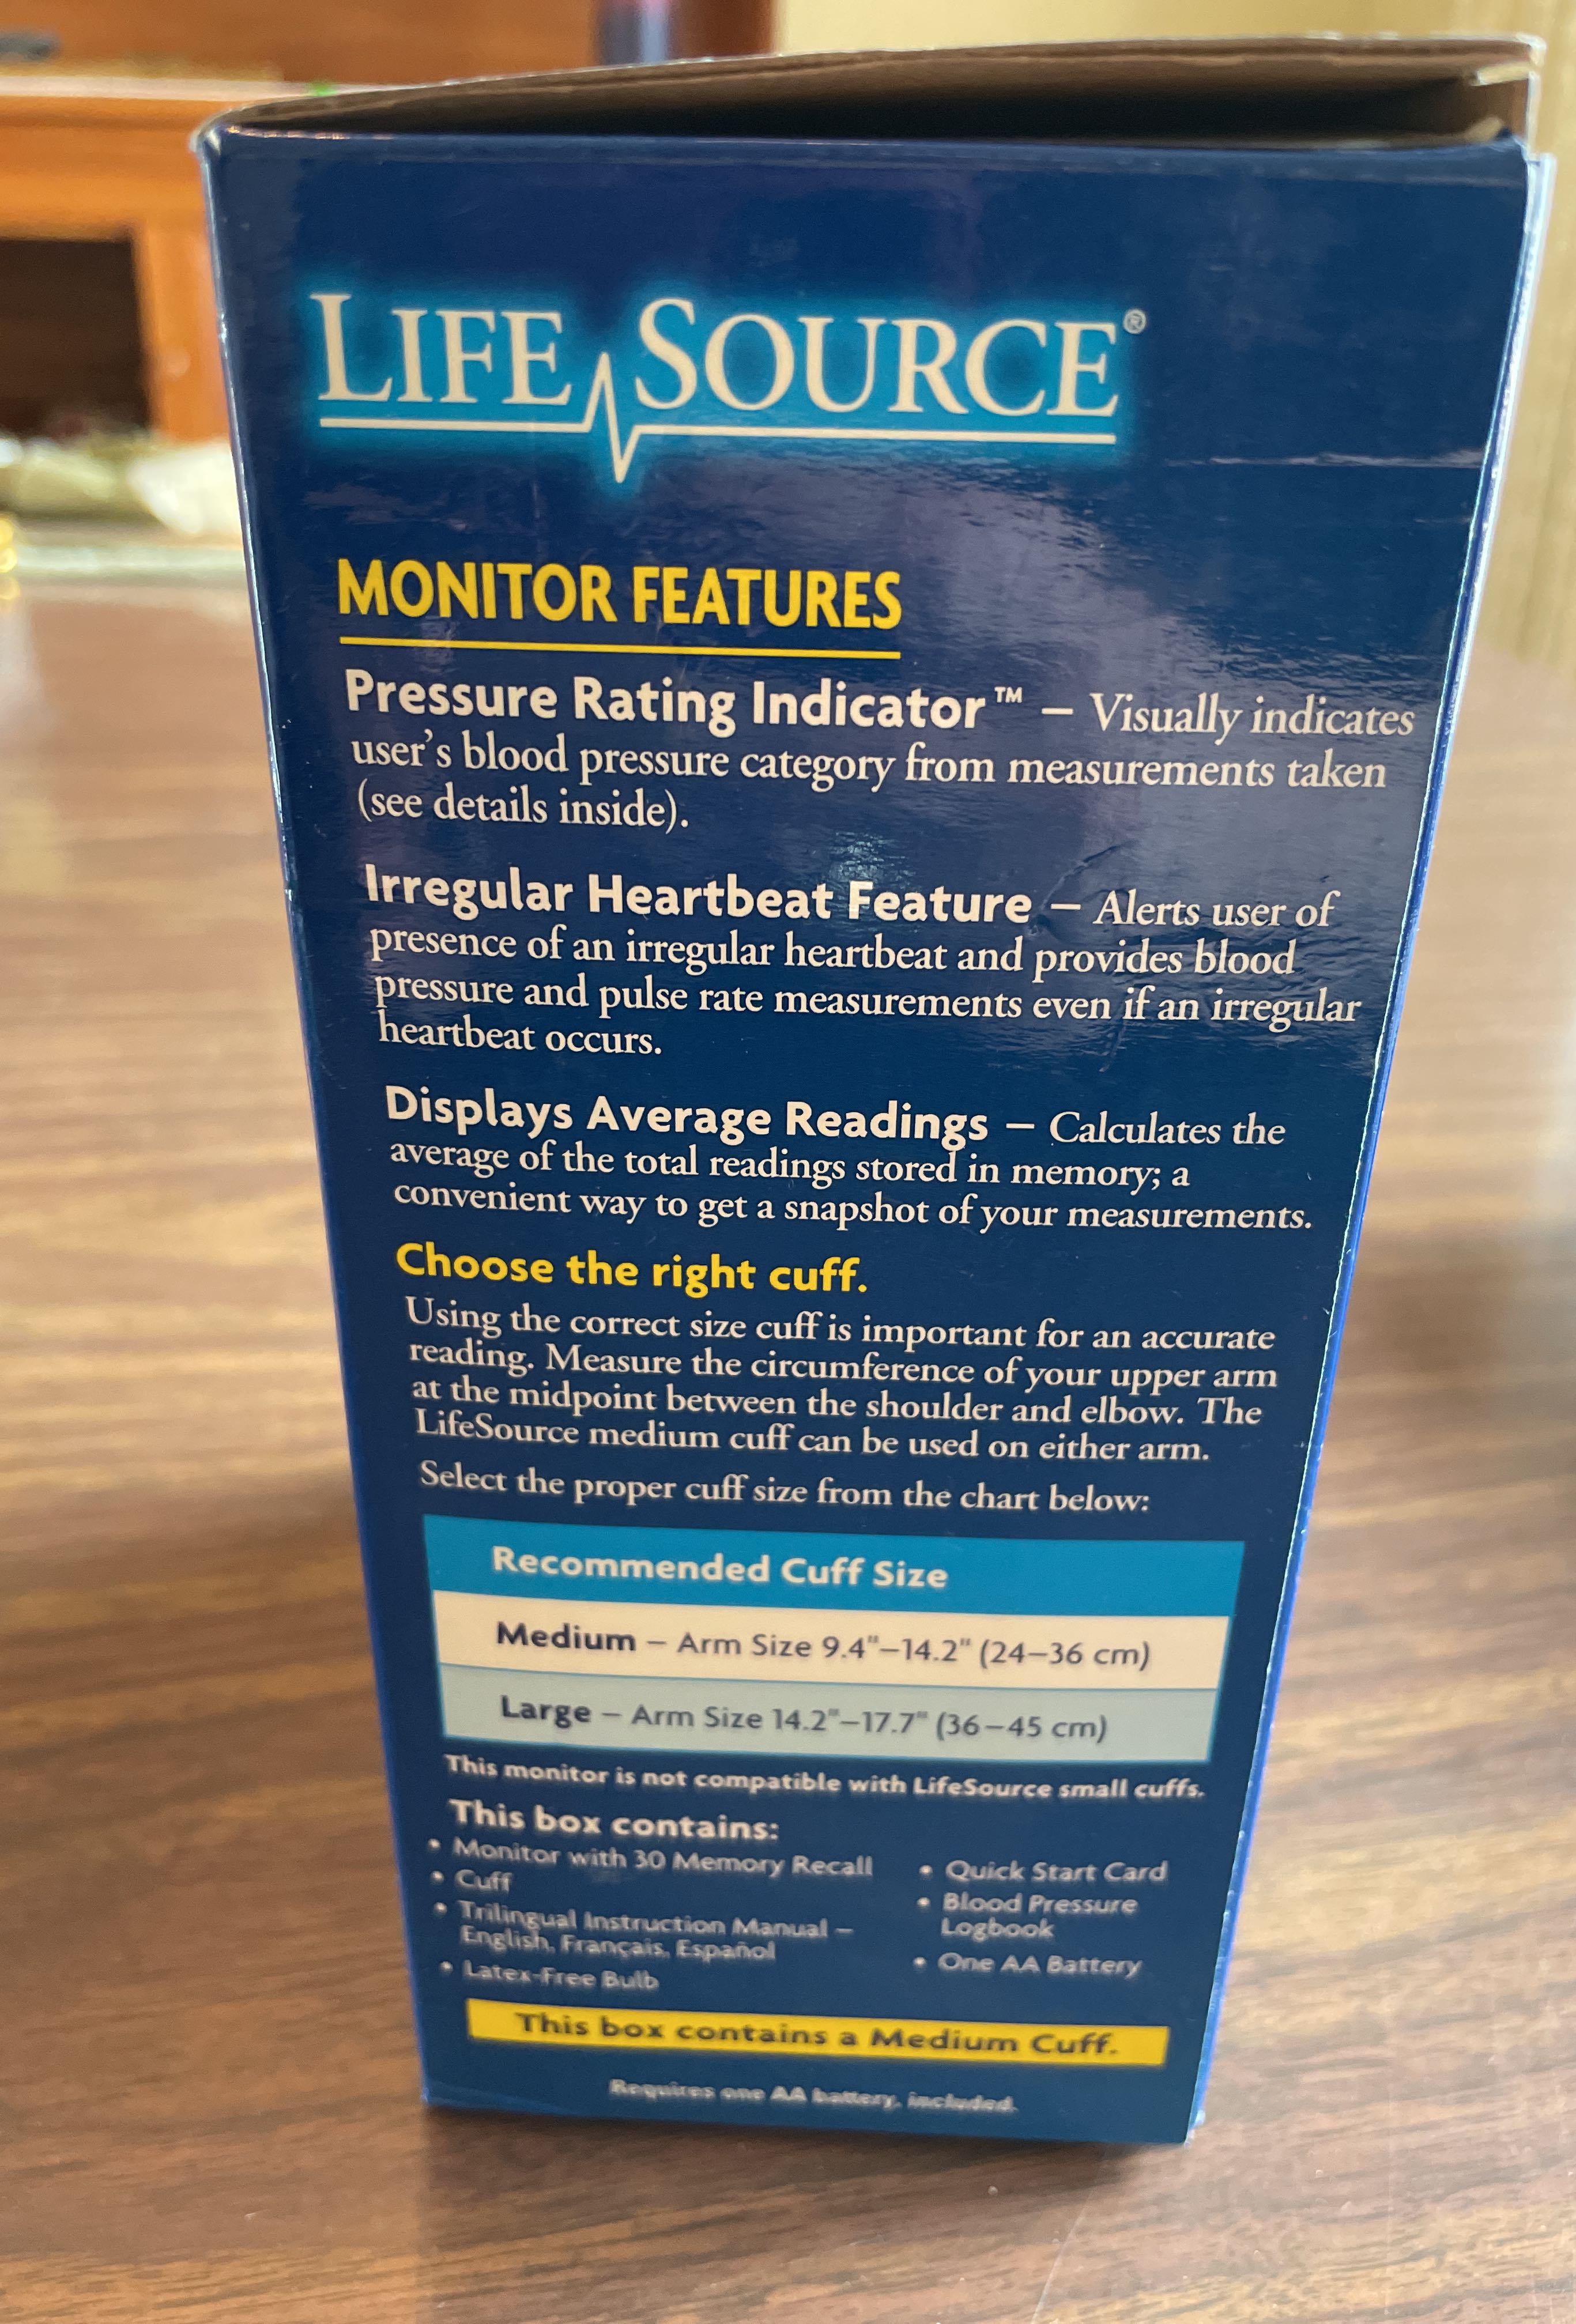 LIFE SOURCE®
MONITOR FEATURES
Pressure Rating Indicator™ – Visually indicates
user's blood pressure category from measurements taken
(see details inside).
Irregular Heartbeat Feature – Alerts user of
presence of an irregular heartbeat and provides blood
pressure and pulse rate measurements even if an irregular
heartbeat occurs.
Displays Average Readings – Calculates the
average of the total readings stored in memory; a
convenient way to get a snapshot of your measurements.
Choose the right cuff.
Using the correct size cuff is important for an accurate
reading. Measure the circumference of your upper arm
at the midpoint between the shoulder and elbow. The
LifeSource medium cuff can be used on either arm.
Select the proper cuff size from the chart below:
Recommended Cuff Size
Medium – Arm Size 9.4"–14.2" (24–36 cm)
Large – Arm Size 14.2"–17.7" (36–45 cm)
This monitor is not compatible with LifeSource small cuffs.
This box contains:
• Monitor with 30 Memory Recall
• Cuff
• Trilingual Instruction Manual –
English, Français, Español
• Latex-Free Bulb
• Quick Start Card
• Blood Pressure
Logbook
• One AA Battery
This box contains a Medium Cuff.
Requires one AA battery, included.